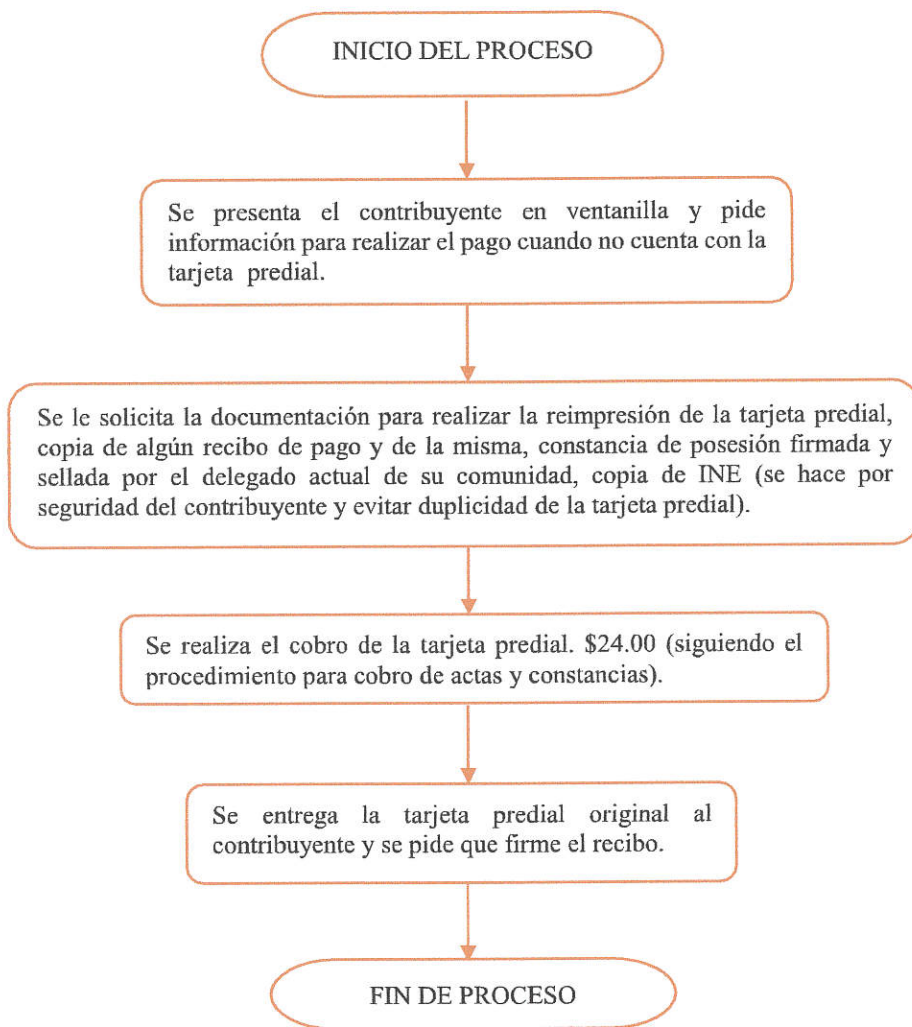 INICIO DEL PROCESO
Se presenta el contribuyente en ventanilla y pide
información para realizar el pago cuando no cuenta con la
tarjeta predial.
Se le solicita la documentación para realizar la reimpresión de la tarjeta predial,
copia de algún recibo de pago y de la misma, constancia de posesión firmada y
sellada por el delegado actual de su comunidad, copia de INE (se hace por
seguridad del contribuyente y evitar duplicidad de la tarjeta predial).
Se realiza el cobro de la tarjeta predial. $24.00 (siguiendo el
procedimiento para cobro de actas y constancias).
Se entrega la tarjeta predial original al
contribuyente y se pide que firme el recibo.
FIN DE PROCESO